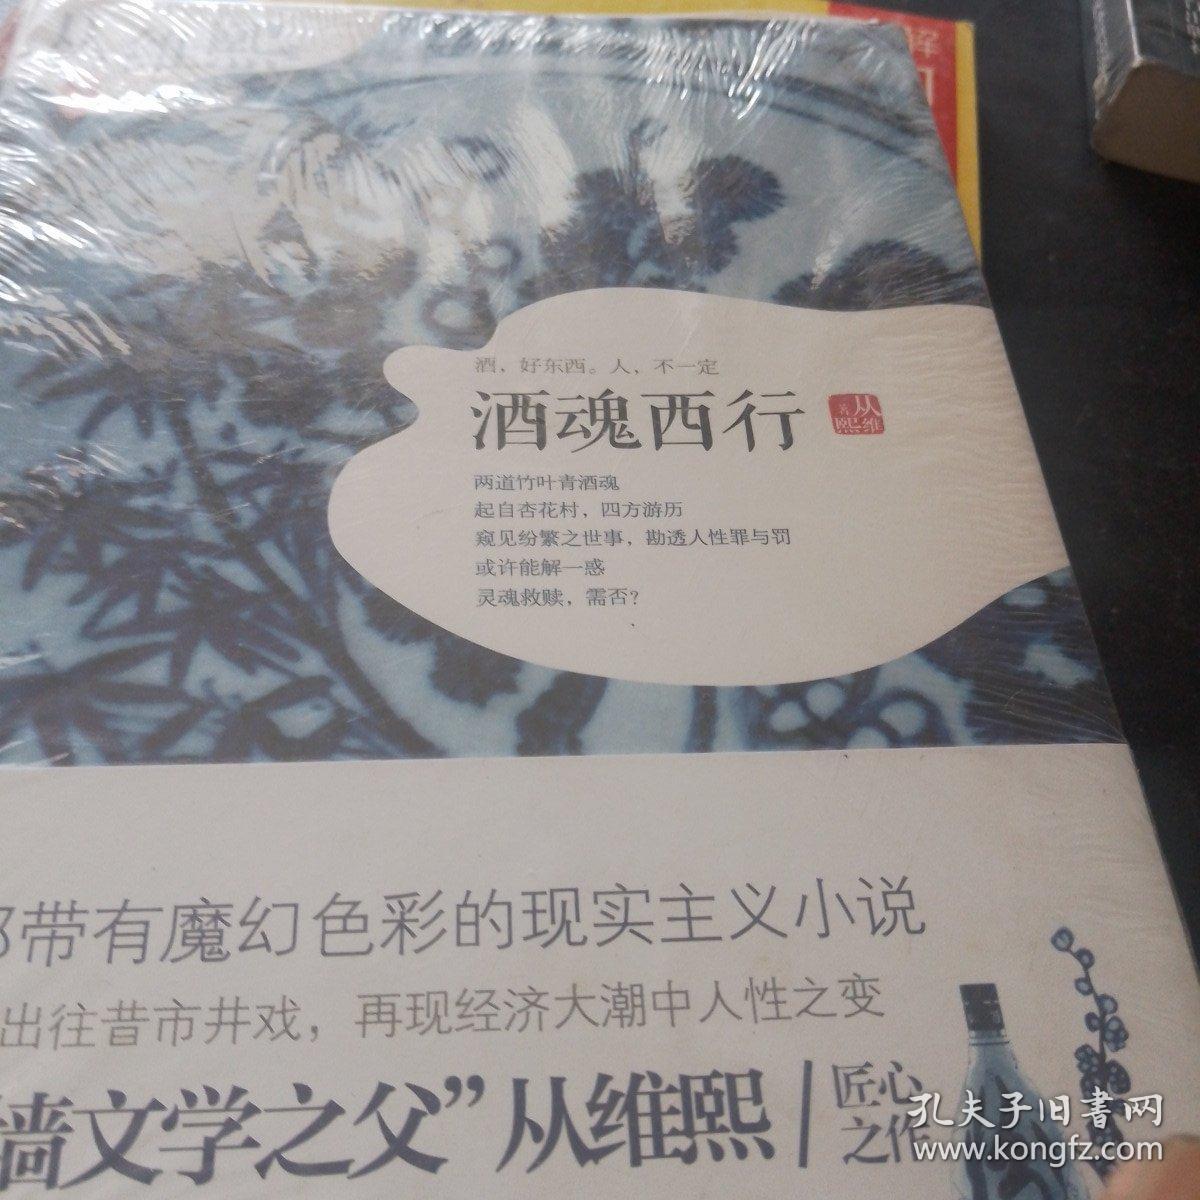 解
酒，好东西。人，不一定
酒魂西行
从维熙 著
两道竹叶青酒魂
起自杏花村，四方游历
窥见纷繁之世事，勘透人性罪与罚
或许能解一惑
灵魂救赎，需否？
部带有魔幻色彩的现实主义小说
出往昔市井戏，再现经济大潮中人性之变
墙文学之父”从维熙
匠心
之作
孔夫子旧书网
www.kongfz.com